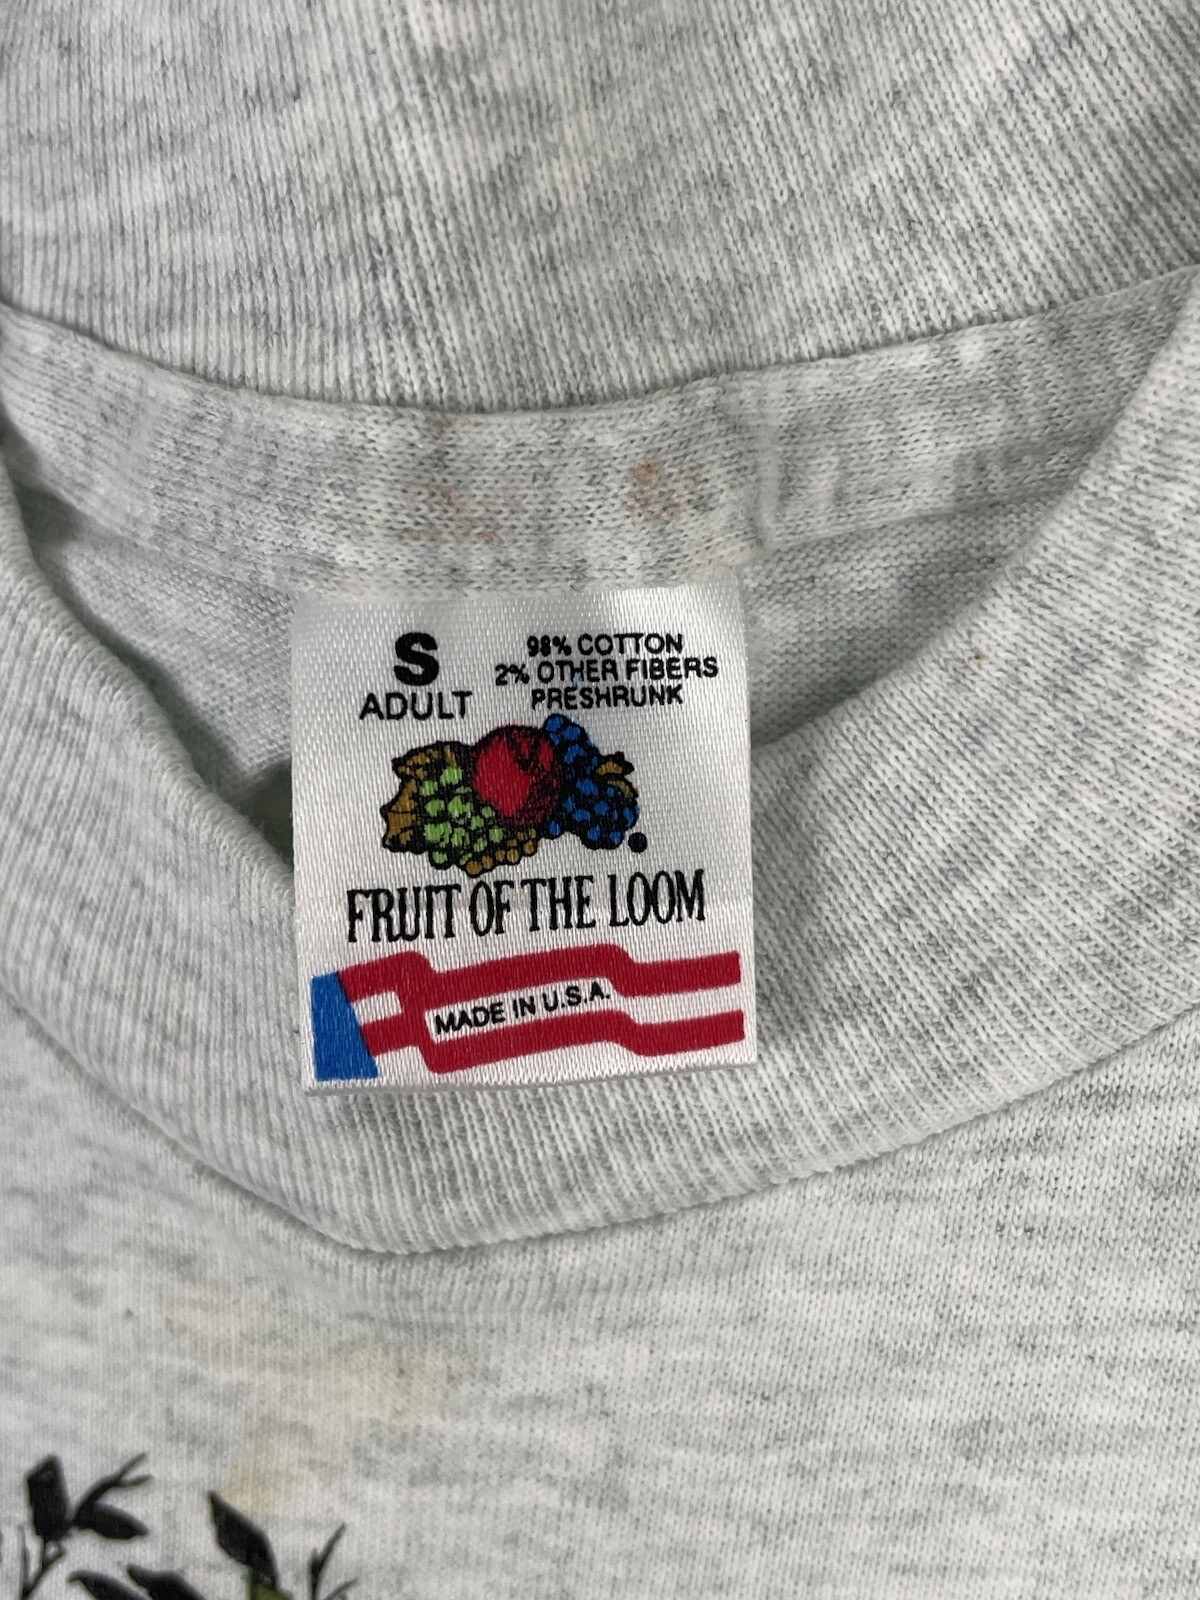 S
ADULT
98% COTTON
2% OTHER FIBERS
PRESHRUNK
FRUIT OF THE LOOM
MADE IN U.S.A.